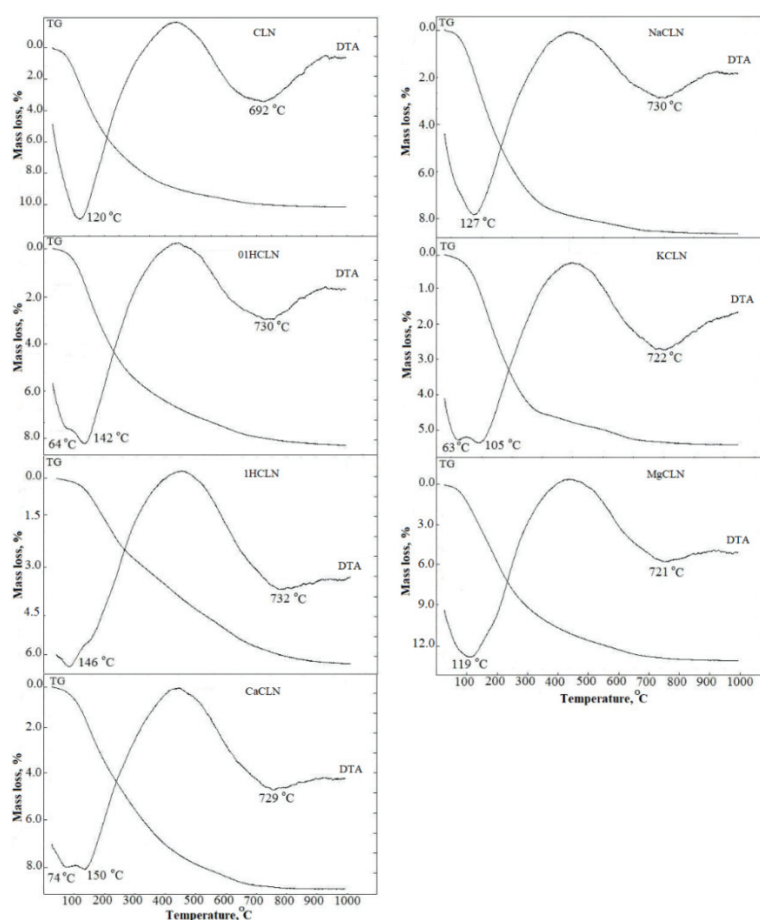 TG
CLN
DTA
Mass loss, %
0.0
2.0
4.0
6.0
8.0
10.0
120 °C
692 °C
TG
01HCLN
DTA
Mass loss, %
0.0
2.0
4.0
6.0
8.0
64 °C
142 °C
730 °C
TG
1HCLN
DTA
Mass loss, %
0.0
1.5
3.0
4.5
6.0
146 °C
732 °C
TG
CaCLN
DTA
Mass loss, %
0.0
2.0
4.0
6.0
8.0
74 °C
150 °C
729 °C
100 200 300 400 500 600 700 800 900 1000
Temperature, °C
TG
NaCLN
DTA
Mass loss, %
0.0
2.0
4.0
6.0
8.0
127 °C
730 °C
TG
KCLN
DTA
Mass loss, %
0.0
1.0
2.0
3.0
4.0
5.0
63 °C
105 °C
722 °C
TG
MgCLN
DTA
Mass loss, %
0.0
3.0
6.0
9.0
12.0
119 °C
721 °C
100 200 300 400 500 600 700 800 900 1000
Temperature, °C